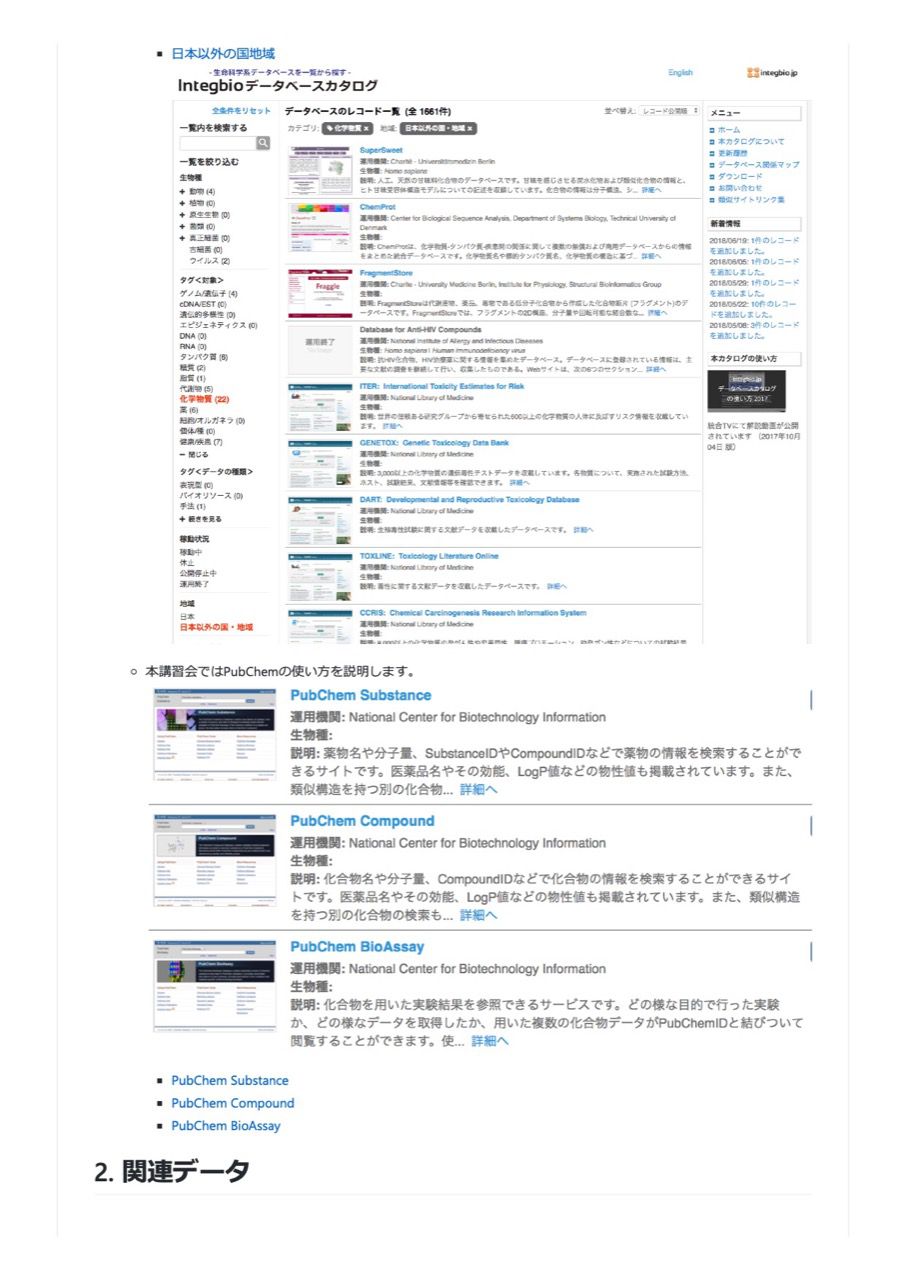 日本以外の国地域
- 生命科学系データベースを一覧から探す -
Integbioデータベースカタログ
English
integbio.jp
全条件をリセット
一覧内を検索する
一覧を絞り込む
生物種
動物 (4)
植物 (0)
原生生物 (0)
菌類 (0)
真正細菌 (0)
古細菌 (0)
ウイルス (2)
タグ<対象>
ゲノム/遺伝子 (4)
cDNA/EST (0)
遺伝的多様性 (0)
エピジェネティクス (0)
DNA (0)
RNA (0)
タンパク質 (6)
糖質 (2)
脂質 (1)
代謝物 (5)
化学物質 (22)
薬 (6)
細胞/オルガネラ (0)
個体/種 (0)
健康/疾患 (7)
ー 閉じる
タグ<データの種類>
表現型 (0)
バイオリソース (0)
手法 (1)
+ 続きを見る
稼動状況
稼動中
休止
公開停止中
運用終了
地域
日本
日本以外の国・地域
データベースのレコード一覧 (全 1661件)
並べ替え: レコード公開順
カテゴリ: 化学物質 × 地域: 日本以外の国・地域 ×
SuperSweet
運用機関: Charité - Universitätsmedizin Berlin
生物種: Homo sapiens
説明: 人工、天然の甘味料化合物のデータベースです。甘味を感じさせる炭水化物および類似化合物の情報と、
ヒト甘味受容体構造モデルについての記述を収録しています。化合物の情報は分子構造、シ... 詳細へ
ChemProt
運用機関: Center for Biological Sequence Analysis, Department of Systems Biology, Technical University of
Denmark
生物種:
説明: ChemProtは、化学物質-タンパク質-疾患間の関係に関して複数の無償および商用データベースからの情報
をまとめた統合データベースです。化学物質名や標的タンパク質名、化学物質の構造に基づ... 詳細へ
FragmentStore
運用機関: Charite - University Medicine Berlin, Institute for Physiology, Structural Bioinformatics Group
生物種:
説明: FragmentStoreは代謝産物、薬品、毒物である低分子化合物から作成した化合物断片 (フラグメント)のデ
ータベースです。FragmentStoreでは、フラグメントの2D構造、分子量や回転可能な結合数な... 詳細へ
運用終了
Database for Anti-HIV Compounds
運用機関: National Institute of Allergy and Infectious Diseases
生物種: Homo sapiens | Human immunodeficiency virus
説明: 抗HIV化合物、HIV治療薬に関する情報を集めたデータベース。データベースに登録されている情報は、主
要な文献の調査を継続して行い、収集したものである。Webサイトは、次の6つのセクション... 詳細へ
ITER: International Toxicity Estimates for Risk
運用機関: National Library of Medicine
生物種:
説明: 世界の信頼ある研究グループから寄せられた600以上の化学物質の人体に及ぼすリスク情報を収載してい
ます。 詳細へ
GENETOX: Genetic Toxicology Data Bank
運用機関: National Library of Medicine
生物種:
説明: 3,000以上の化学物質の遺伝毒性テストデータを収載しています。各物質について、実施された試験方法、
ホスト、試験結果、文献情報等を確認できます。 詳細へ
DART: Developmental and Reproductive Toxicology Database
運用機関: National Library of Medicine
生物種:
説明: 生殖毒性試験に関する文献データを収載したデータベースです。 詳細へ
TOXLINE: Toxicology Literature Online
運用機関: National Library of Medicine
生物種:
説明: 毒性に関する文献データを収載したデータベースです。 詳細へ
CCRIS: Chemical Carcinogenesis Research Information System
運用機関: National Library of Medicine
生物種:
メニュー
ホーム
本カタログについて
更新履歴
データベース関係マップ
ダウンロード
お問い合わせ
類似サイトリンク集
新着情報
2018/06/19: 1件のレコード
を追加しました。
2018/06/05: 1件のレコード
を追加しました。
2018/05/29: 1件のレコード
を追加しました。
2018/05/22: 10件のレコー
ドを追加しました。
2018/05/08: 3件のレコード
を追加しました。
本カタログの使い方
integbio.jp
データベースカタログ
の使い方 2017
統合TVにて解説動画が公開
されています (2017年10月
04日 版)
本講習会ではPubChemの使い方を説明します。
PubChem Substance
運用機関: National Center for Biotechnology Information
生物種:
説明: 薬物名や分子量、SubstanceIDやCompoundIDなどで薬物の情報を検索することがで
きるサイトです。医薬品名やその効能、LogP値などの物性値も掲載されています。また、
類似構造を持つ別の化合物... 詳細へ
PubChem Compound
運用機関: National Center for Biotechnology Information
生物種:
説明: 化合物名や分子量、CompoundIDなどで化合物の情報を検索することができるサイ
トです。医薬品名やその効能、LogP値などの物性値も掲載されています。また、類似構造
を持つ別の化合物の検索も... 詳細へ
PubChem BioAssay
運用機関: National Center for Biotechnology Information
生物種:
説明: 化合物を用いた実験結果を参照できるサービスです。どの様な目的で行った実験
か、どの様なデータを取得したか、用いた複数の化合物データがPubChemIDと結びついて
閲覧することができます。使... 詳細へ
PubChem Substance
PubChem Compound
PubChem BioAssay
2. 関連データ